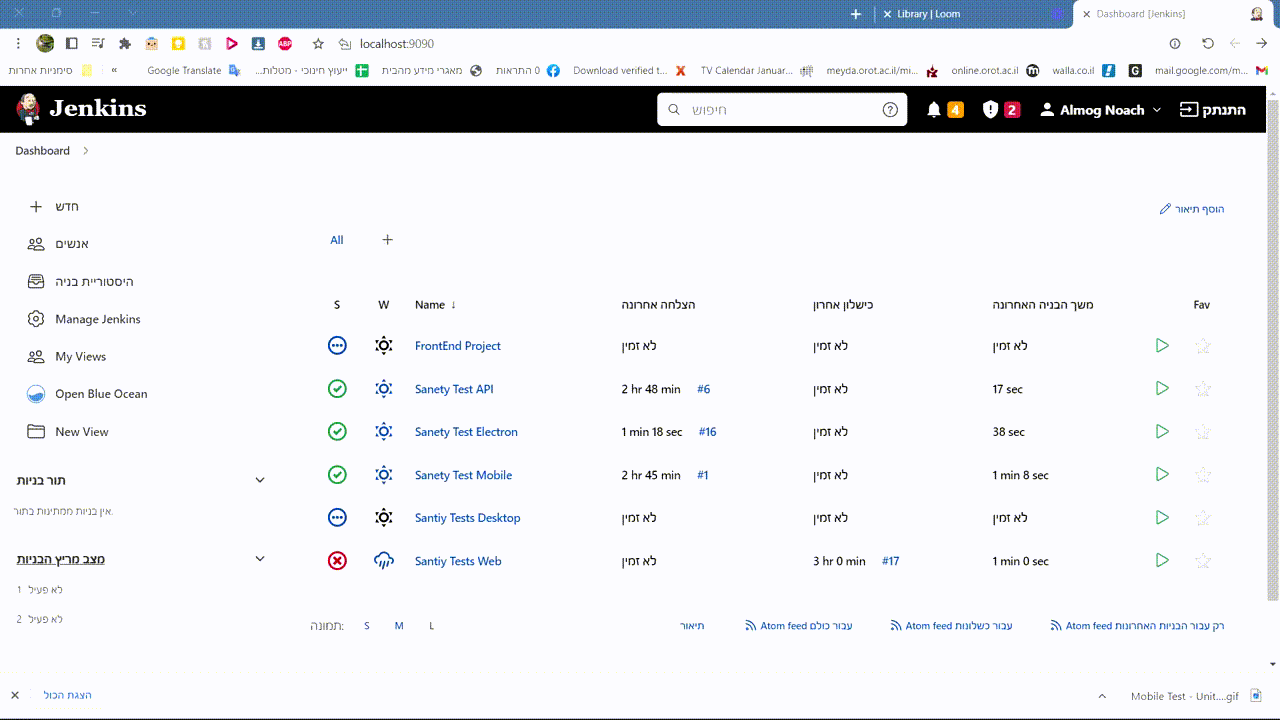 Library | Loom
Dashboard [Jenkins]
localhost:9090
סימניות אחרות
«
Google Translate
ייעוץ חינוכי - מסלול...
מאגרי מידע מהבית
0 התראות
Download verified t...
TV Calendar Januar...
meyda.orot.ac.il/mi...
online.orot.ac.il
walla.co.il
mail.google.com/m...
Jenkins
חיפוש
4
2
Almog Noach
התנתק
Dashboard
חדש
אנשים
היסטוריית בניה
Manage Jenkins
My Views
Open Blue Ocean
New View
תור בניות
אין בניות ממתינות בתור.
מצב מריץ הבניות
1 לא פעיל
2 לא פעיל
הוסף תיאור
All +
S W Name ↓ הצלחה אחרונה כישלון אחרון משך הבניה האחרונה Fav
FrontEnd Project לא זמין לא זמין לא זמין
Sanety Test API 2 hr 48 min #6 לא זמין 17 sec
Sanety Test Electron 1 min 18 sec #16 לא זמין 38 sec
Sanety Test Mobile 2 hr 45 min #1 לא זמין 1 min 8 sec
Santiy Tests Desktop לא זמין לא זמין לא זמין
Santiy Tests Web לא זמין 3 hr 0 min #17 1 min 0 sec
תמונה: S M L
תיאור
Atom feed עבור כולם
Atom feed עבור כשלונות
Atom feed רק עבור הבניות האחרונות
הצגת הכול
Mobile Test - Unit....gif